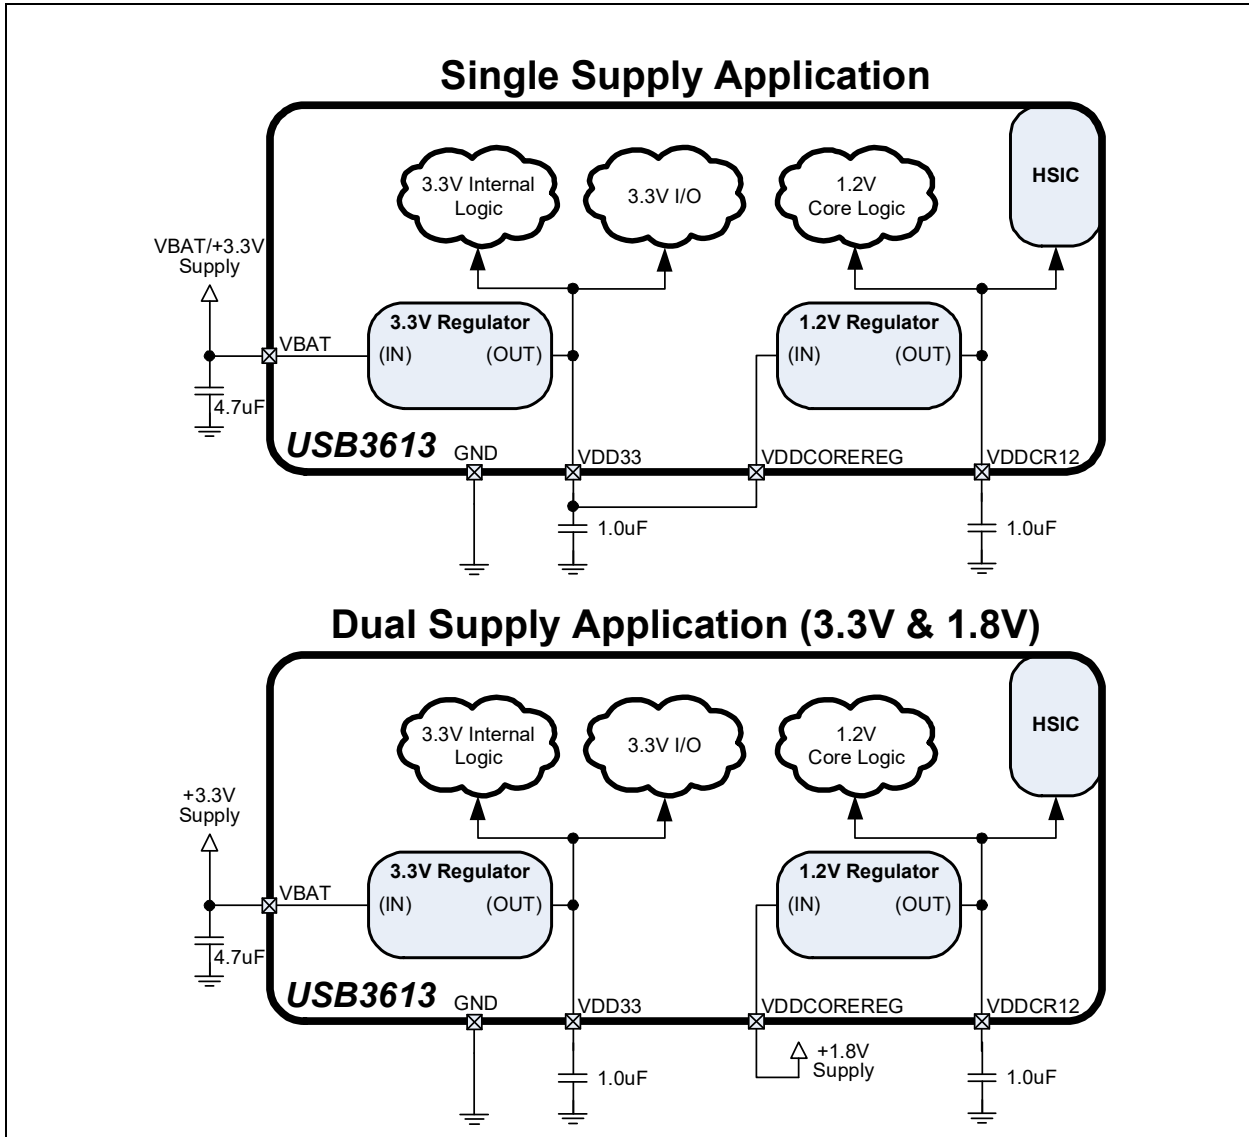 Single Supply Application
3.3V Internal
Logic
3.3V I/O
1.2V
Core Logic
HSIC
VBAT/+3.3V
Supply
VBAT
3.3V Regulator
(IN) (OUT)
1.2V Regulator
(IN) (OUT)
4.7uF
USB3613
GND
VDD33
VDDCOREREG
VDDCR12
1.0uF
1.0uF
Dual Supply Application (3.3V & 1.8V)
3.3V Internal
Logic
3.3V I/O
1.2V
Core Logic
HSIC
+3.3V
Supply
VBAT
3.3V Regulator
(IN) (OUT)
1.2V Regulator
(IN) (OUT)
4.7uF
USB3613
GND
VDD33
VDDCOREREG
VDDCR12
1.0uF
+1.8V
Supply
1.0uF